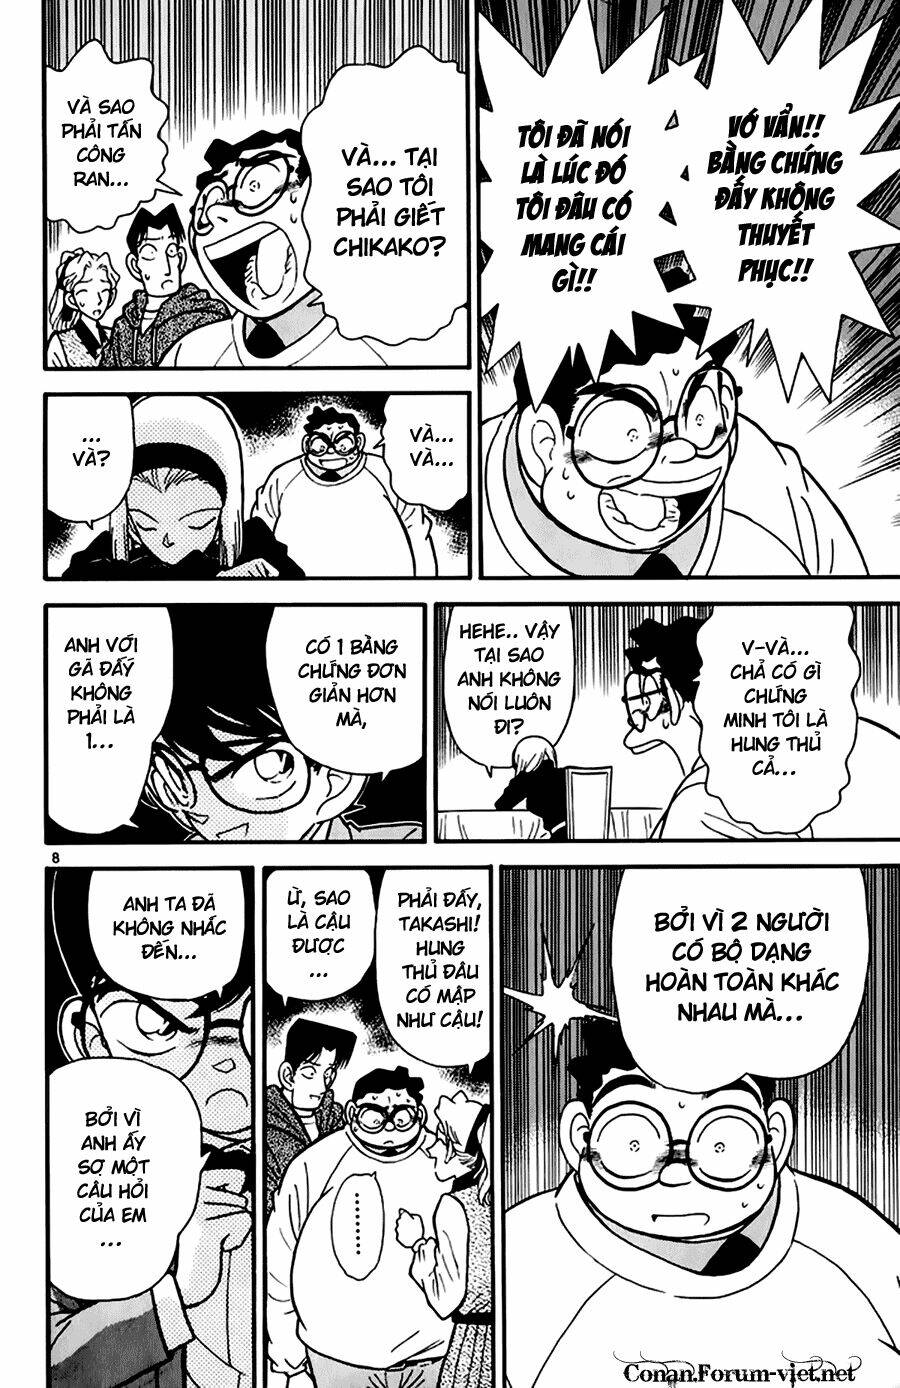 VỚ VẨN!!
BẰNG CHỨNG
ĐẤY KHÔNG
THUYẾT
PHỤC!!
TÔI ĐÃ NÓI
LÀ LÚC ĐÓ
TÔI ĐÂU CÓ
MANG CÁI
GÌ!!
VÀ... TẠI
SAO TÔI
PHẢI GIẾT
CHIKAKO?
VÀ SAO
PHẢI TẤN
CÔNG
RAN...
VÀ...
VÀ...
...
VÀ?
V-VÀ...
CHẢ CÓ GÌ
CHỨNG
MINH TÔI LÀ
HUNG THỦ
CẢ...
HEHE.. VẬY
TẠI SAO
ANH KHÔNG
NÓI LUÔN
ĐI?
CÓ 1 BẰNG
CHỨNG ĐƠN
GIẢN HƠN
MÀ,
ANH VỚI
GÃ ĐẤY
KHÔNG
PHẢI LÀ
1...
8
BỞI VÌ 2 NGƯỜI
CÓ BỘ DẠNG
HOÀN TOÀN KHÁC
NHAU MÀ...
PHẢI ĐẤY,
TAKASHI!
HUNG
THỦ ĐÂU
CÓ MẬP
NHƯ CẬU!
Ừ, SAO
LÀ CẬU
ĐƯỢC
...
.........
ANH TA ĐÃ
KHÔNG NHẮC
ĐẾN...
BỞI VÌ
ANH ẤY
SỢ MỘT
CÂU HỎI
CỦA EM
...
Conan.Forum-viet.net